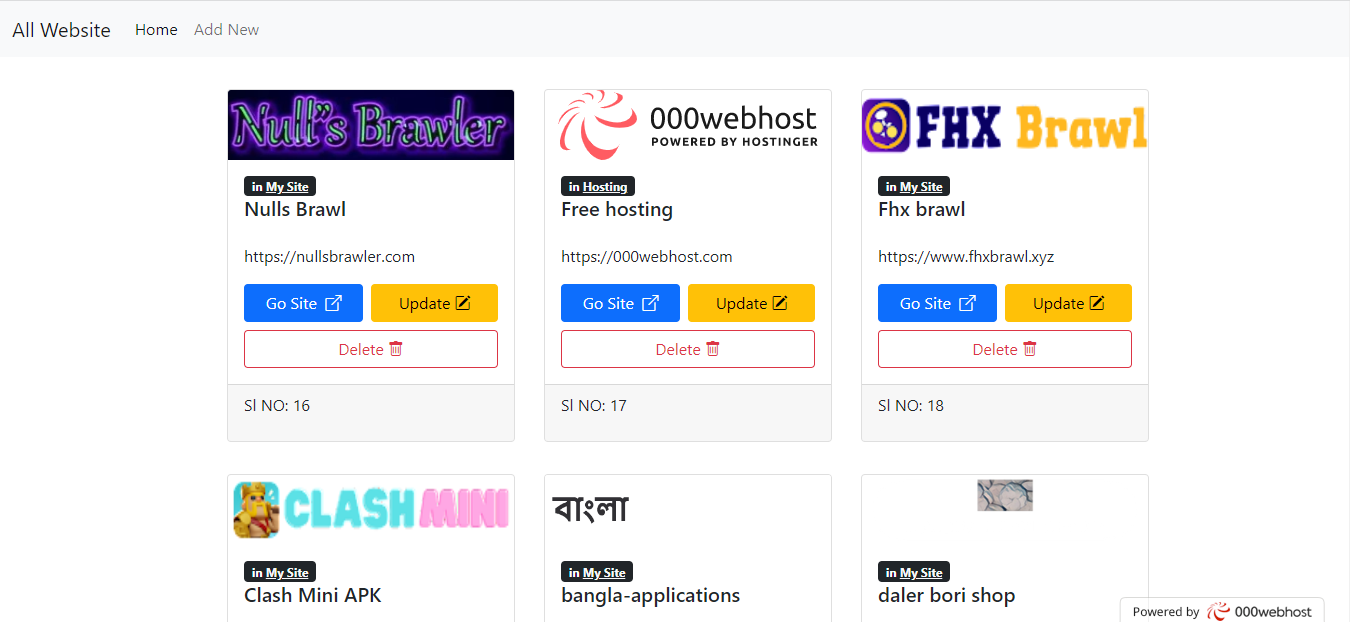 All Website Home Add New
Null's Brawler
in My Site
Nulls Brawl
https://nullsbrawler.com
Go Site Update
Delete
Sl NO: 16
000webhost
POWERED BY HOSTINGER
in Hosting
Free hosting
https://000webhost.com
Go Site Update
Delete
Sl NO: 17
FHX Brawl
in My Site
Fhx brawl
https://www.fhxbrawl.xyz
Go Site Update
Delete
Sl NO: 18
CLASH MINI
in My Site
Clash Mini APK
বাংলা
in My Site
bangla-applications
in My Site
daler bori shop
Powered by 000webhost